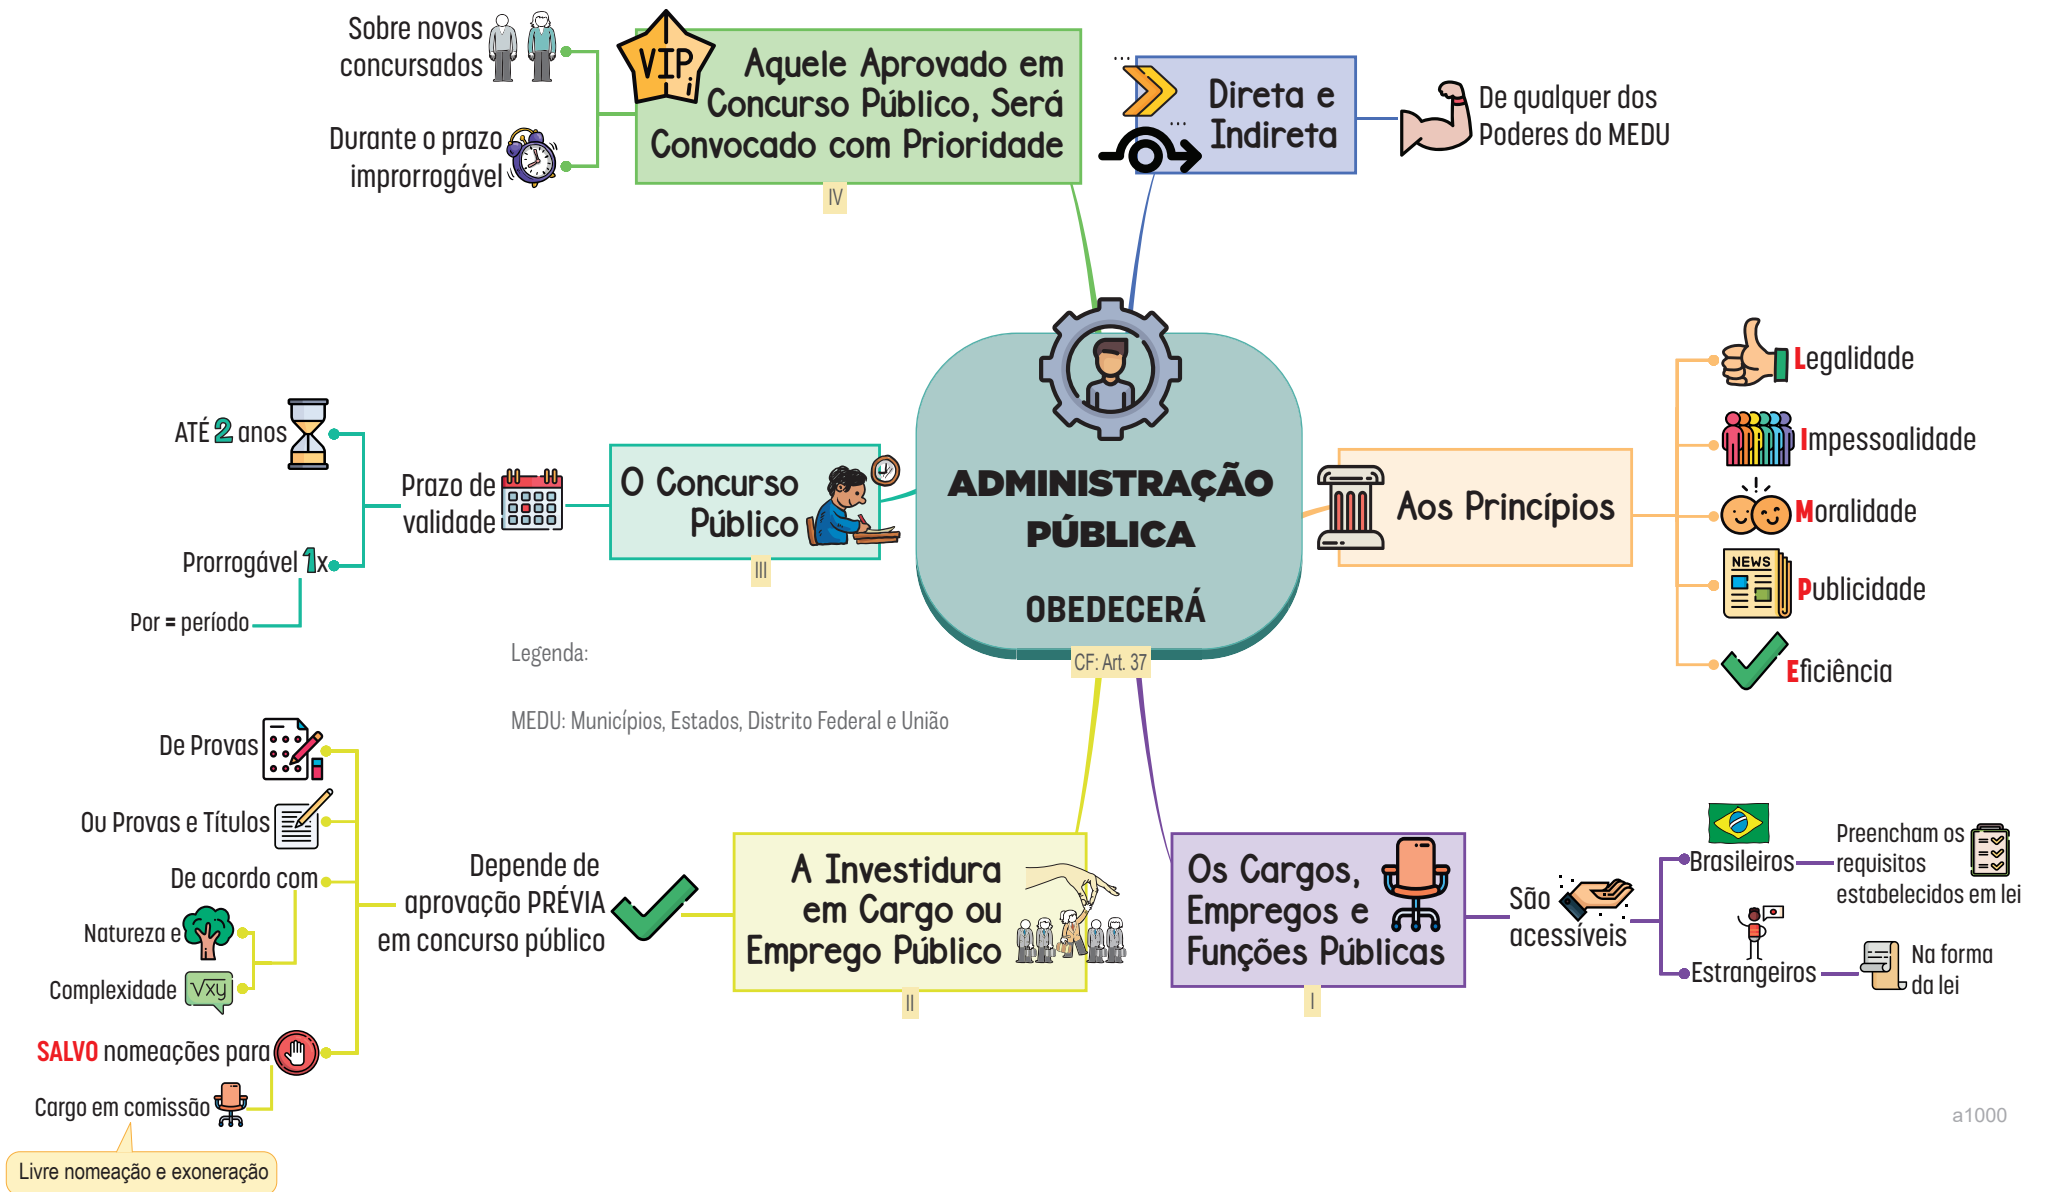 Sobre novos
concursados
Durante o prazo
improrrogável
VIP
Aquele Aprovado em
Concurso Público, Será
Convocado com Prioridade
IV
Direta e
Indireta
De qualquer dos
Poderes do MEDU
ADMINISTRAÇÃO
PÚBLICA
OBEDECERÁ
CF: Art. 37
Aos Princípios
Legalidade
Impessoalidade
Moralidade
NEWS
Publicidade
Eficiência
O Concurso
Público
III
Prazo de
validade
ATÉ 2 anos
Prorrogável 1x
Por = período
Legenda:
MEDU: Municípios, Estados, Distrito Federal e União
A Investidura
em Cargo ou
Emprego Público
II
Depende de
aprovação PRÉVIA
em concurso público
De Provas
Ou Provas e Títulos
De acordo com
Natureza e
Complexidade
√xy
SALVO nomeações para
Cargo em comissão
Livre nomeação e exoneração
Os Cargos,
Empregos e
Funções Públicas
I
São
acessíveis
Brasileiros
Preencham os
requisitos
estabelecidos em lei
Estrangeiros
Na forma
da lei
a1000